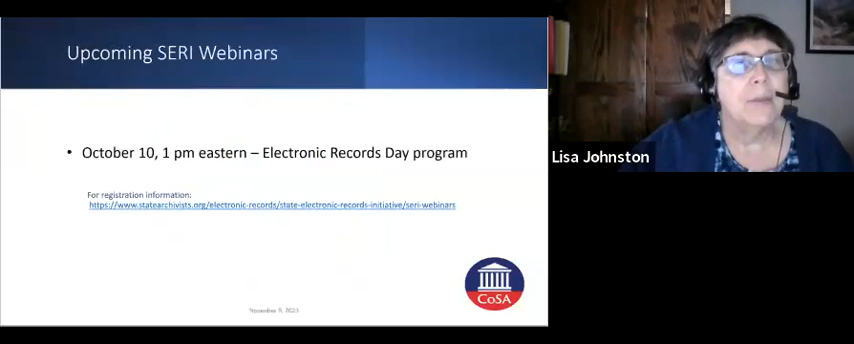 Upcoming SERI Webinars
• October 10, 1 pm eastern – Electronic Records Day program
For registration information:
https://www.statearchivists.org/electronic-records/state-electronic-records-initiative/seri-webinars
CoSA
Lisa Johnston